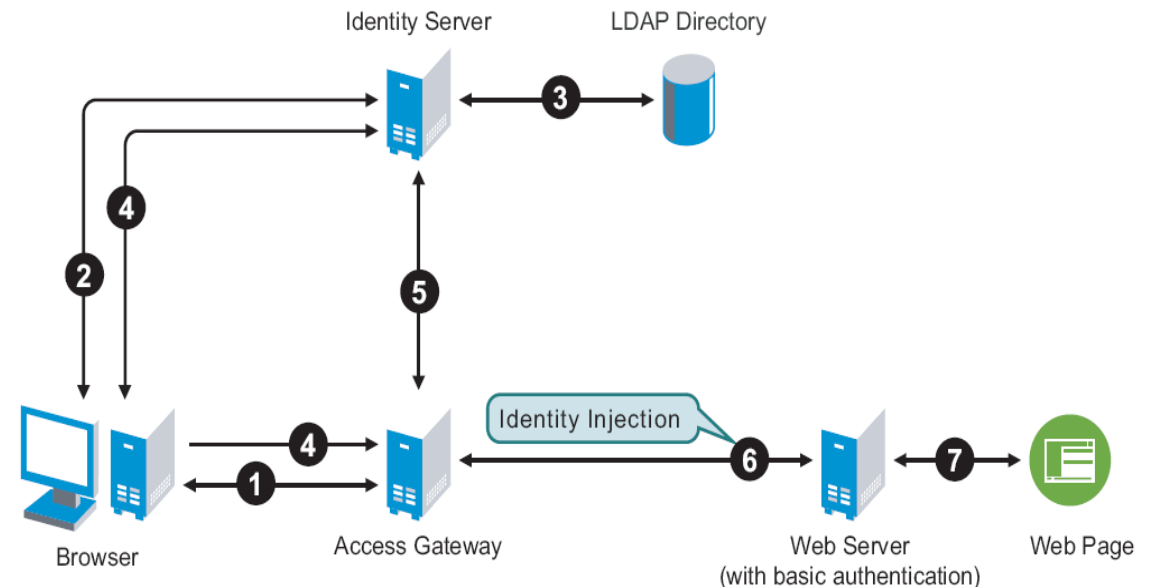 Identity Server
LDAP Directory
3
4
2
5
Identity Injection
4
6
7
1
Browser
Access Gateway
Web Server
(with basic authentication)
Web Page